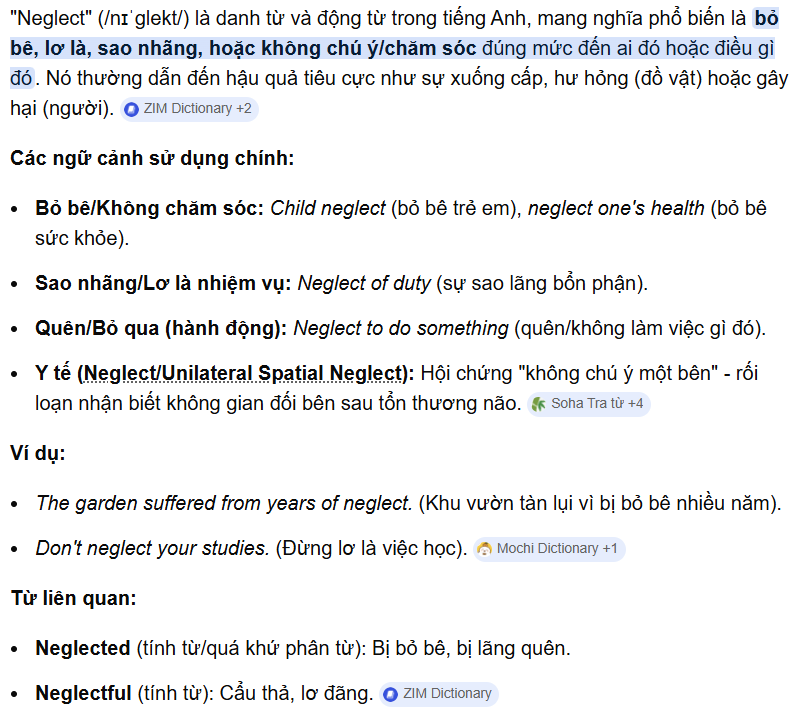 "Neglect" (/nɪˈɡlekt/) là danh từ và động từ trong tiếng Anh, mang nghĩa phổ biến là bỏ
bê, lơ là, sao nhãng, hoặc không chú ý/chăm sóc đúng mức đến ai đó hoặc điều gì
đó. Nó thường dẫn đến hậu quả tiêu cực như sự xuống cấp, hư hỏng (đồ vật) hoặc gây
hại (người). ZIM Dictionary +2
Các ngữ cảnh sử dụng chính:
• Bỏ bê/Không chăm sóc: Child neglect (bỏ bê trẻ em), neglect one's health (bỏ bê
sức khỏe).
• Sao nhãng/Lơ là nhiệm vụ: Neglect of duty (sự sao lãng bổn phận).
• Quên/Bỏ qua (hành động): Neglect to do something (quên/không làm việc gì đó).
• Y tế (Neglect/Unilateral Spatial Neglect): Hội chứng "không chú ý một bên" - rối
loạn nhận biết không gian đối bên sau tổn thương não. Soha Tra từ +4
Ví dụ:
• The garden suffered from years of neglect. (Khu vườn tàn lụi vì bị bỏ bê nhiều năm).
• Don't neglect your studies. (Đừng lơ là việc học). Mochi Dictionary +1
Từ liên quan:
• Neglected (tính từ/quá khứ phân từ): Bị bỏ bê, bị lãng quên.
• Neglectful (tính từ): Cẩu thả, lơ đãng. ZIM Dictionary